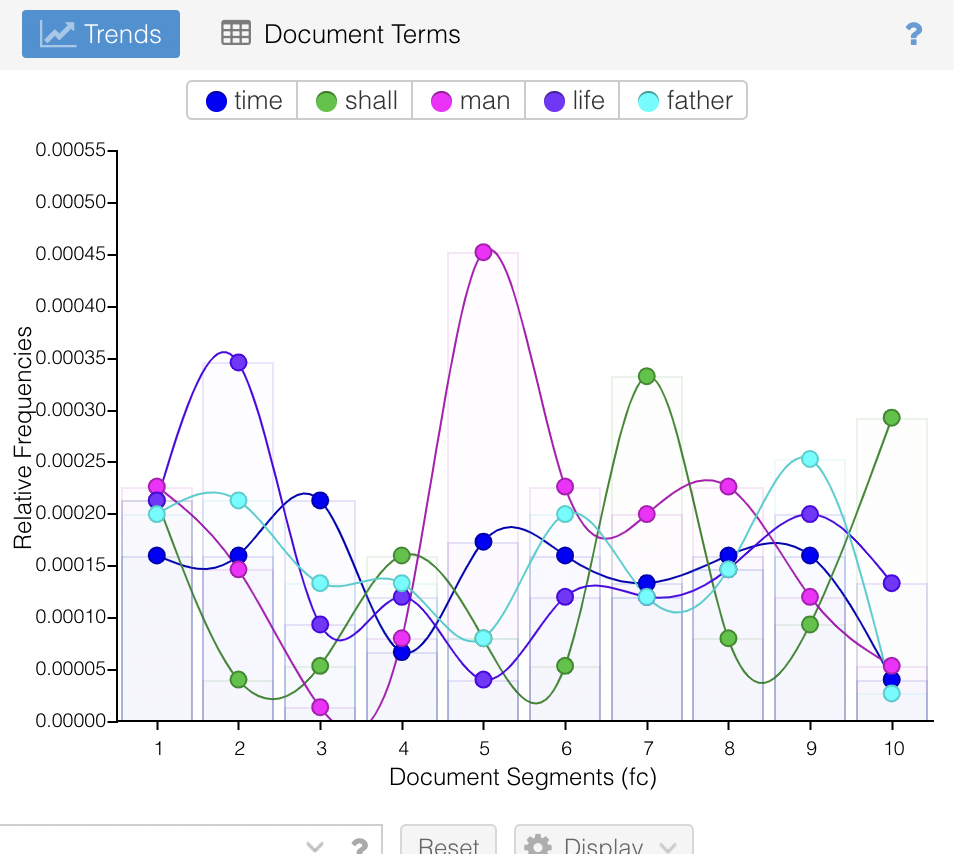 Trends Document Terms ?
time shall man life father
0.00055
0.00050
0.00045
0.00040
0.00035
0.00030
0.00025
0.00020
0.00015
0.00010
0.00005
0.00000
Relative Frequencies
1 2 3 4 5 6 7 8 9 10
Document Segments (fc)
? Reset Display